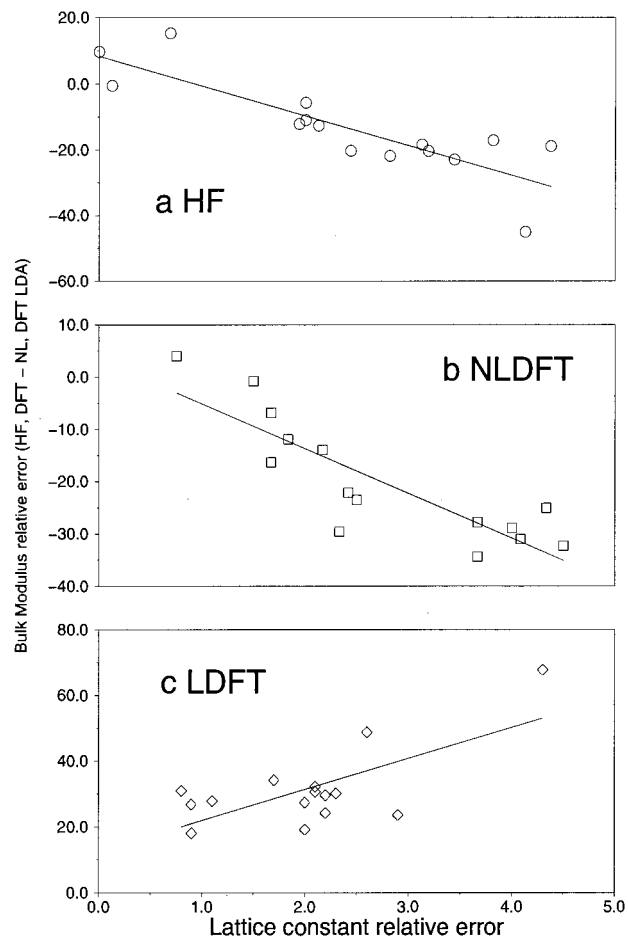 20.0
0.0
−20.0
−40.0
−60.0
a HF
10.0
0.0
−10.0
−20.0
−30.0
−40.0
b NLDFT
80.0
60.0
40.0
20.0
0.0
c LDFT
0.0 1.0 2.0 3.0 4.0 5.0
Lattice constant relative error
Bulk Modulus relative error (HF, DFT − NL, DFT LDA)